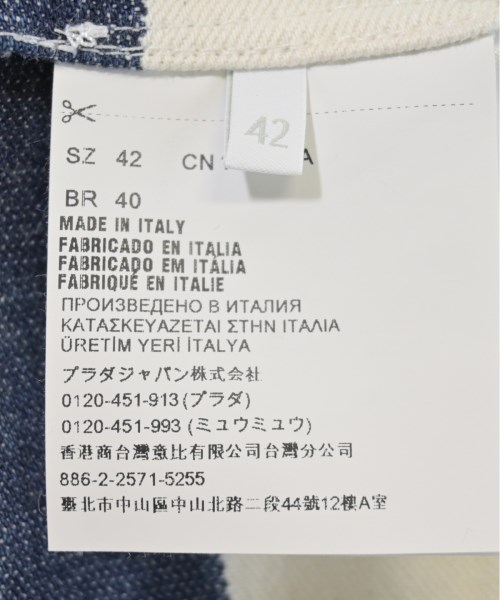 42
SZ 42 CN
BR 40
MADE IN ITALY
FABRICADO EN ITALIA
FABRICADO EM ITÁLIA
FABRIQUÉ EN ITALIE
ПРОИЗВЕДЕНО В ИТАЛИЯ
ΚΑΤΑΣΚΕΥΑΖΕΤΑΙ ΣΤΗΝ ΙΤΑΛΙΑ
ÜRETİM YERİ İTALYA
プラダジャパン株式会社
0120-451-913 (プラダ)
0120-451-993 (ミュウミュウ)
香港商台灣意比有限公司台灣分公司
886-2-2571-5255
臺北市中山區中山北路二段44號12樓A室